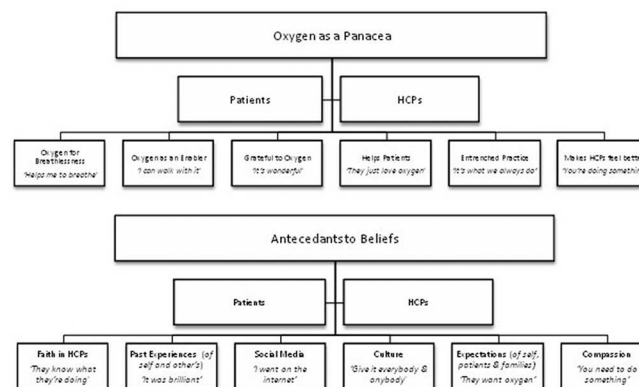 Oxygen as a Panacea
Patients
HCPs
Oxygen for
Breathlessness
'Helps me to breathe'
Oxygen as an Enabler
'I can walk with it'
Grateful to Oxygen
'It's wonderful'
Helps Patients
'They just love oxygen'
Entrenched Practice
'It's what we always do'
Makes HCPs feel
'You're doing
Antecedants to Beliefs
Patients
HCPs
Faith in HCPs
'They know what
they're doing'
Past Experiences (of
self and other's)
'It was brilliant'
Social Media
'I went on the
internet'
Culture
'Give it everybody &
anybody'
Expectations (of self,
patients & families)
'They want oxygen'
Compassion
'You need to do
something'